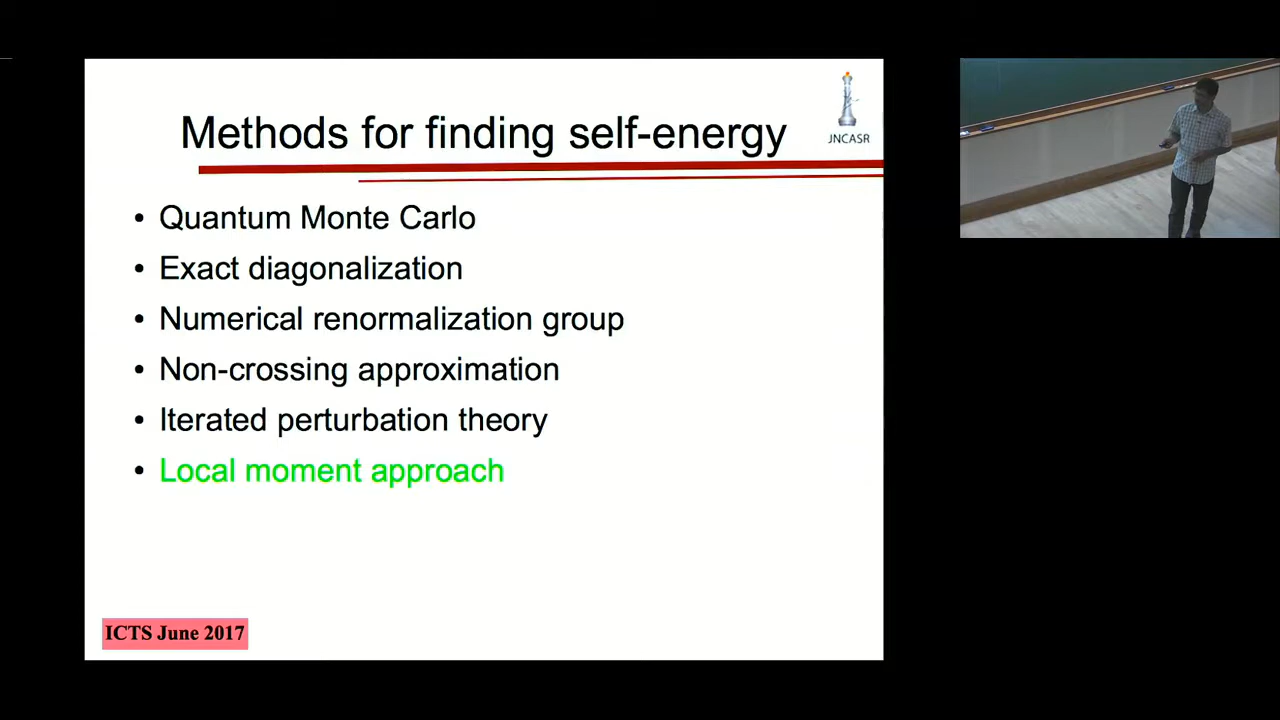 Methods for finding self-energy
JNCASR
• Quantum Monte Carlo
• Exact diagonalization
• Numerical renormalization group
• Non-crossing approximation
• Iterated perturbation theory
• Local moment approach
ICTS June 2017